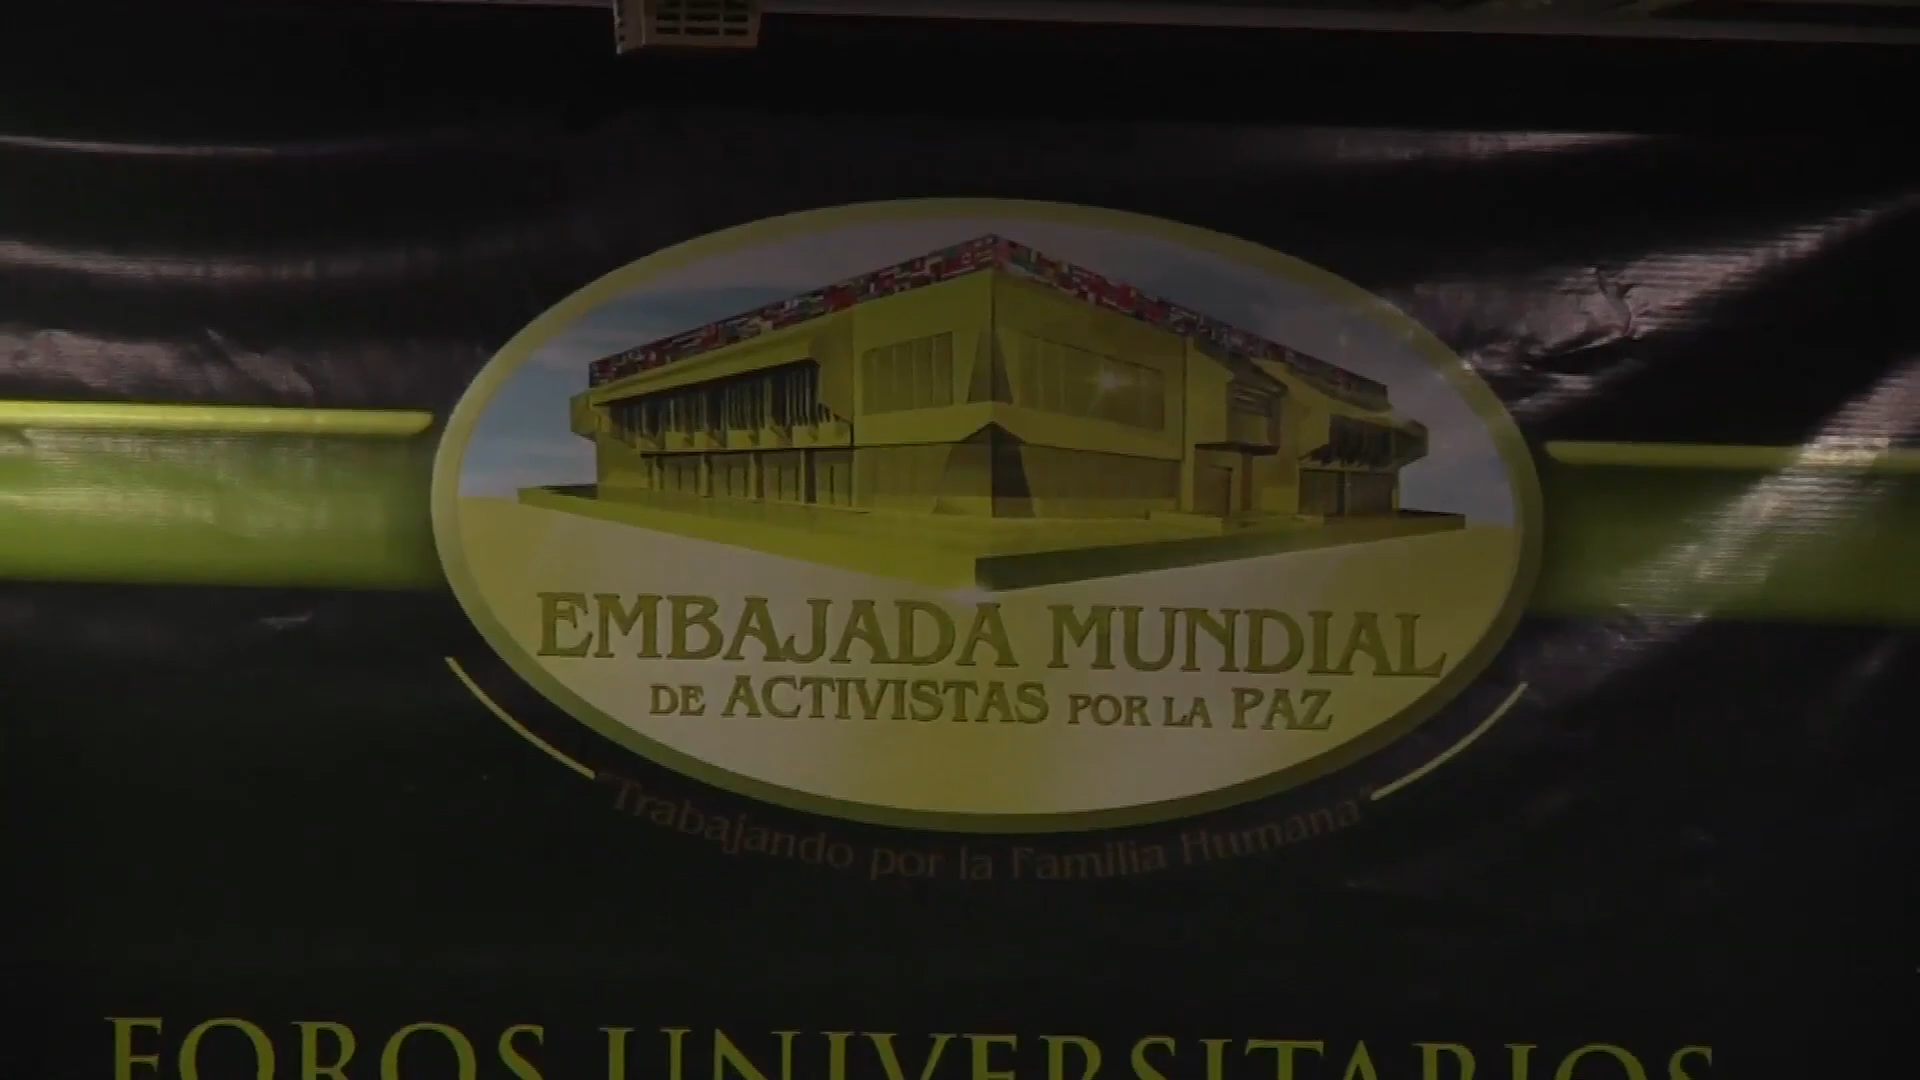 EMBAJADA MUNDIAL
DE ACTIVISTAS POR LA PAZ
"Trabajando por la Familia Humana"
FOROS UNIVERSITARIOS